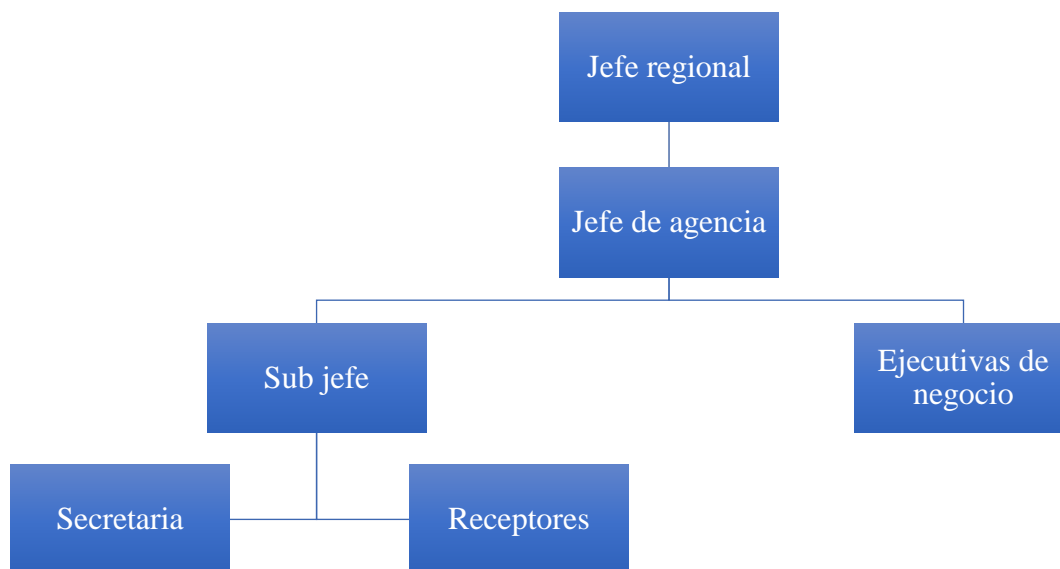 Jefe regional
Jefe de agencia
Sub jefe
Ejecutivas de
negocio
Secretaria
Receptores